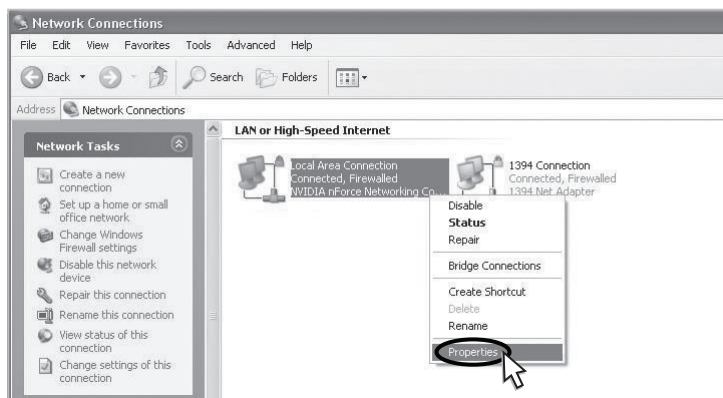 Network Connections
File Edit View Favorites Tools Advanced Help
Back Search Folders
Address Network Connections
Network Tasks
Create a new
connection
Set up a home or small
office network
Change Windows
Firewall settings
Disable this network
device
Repair this connection
Rename this connection
View status of this
connection
Change settings of this
connection
LAN or High-Speed Internet
Local Area Connection
Connected, Firewalled
NVIDIA nForce Networking Co...
1394 Connection
Connected, Firewalled
1394 Net Adapter
Disable
Status
Repair
Bridge Connections
Create Shortcut
Delete
Rename
Properties